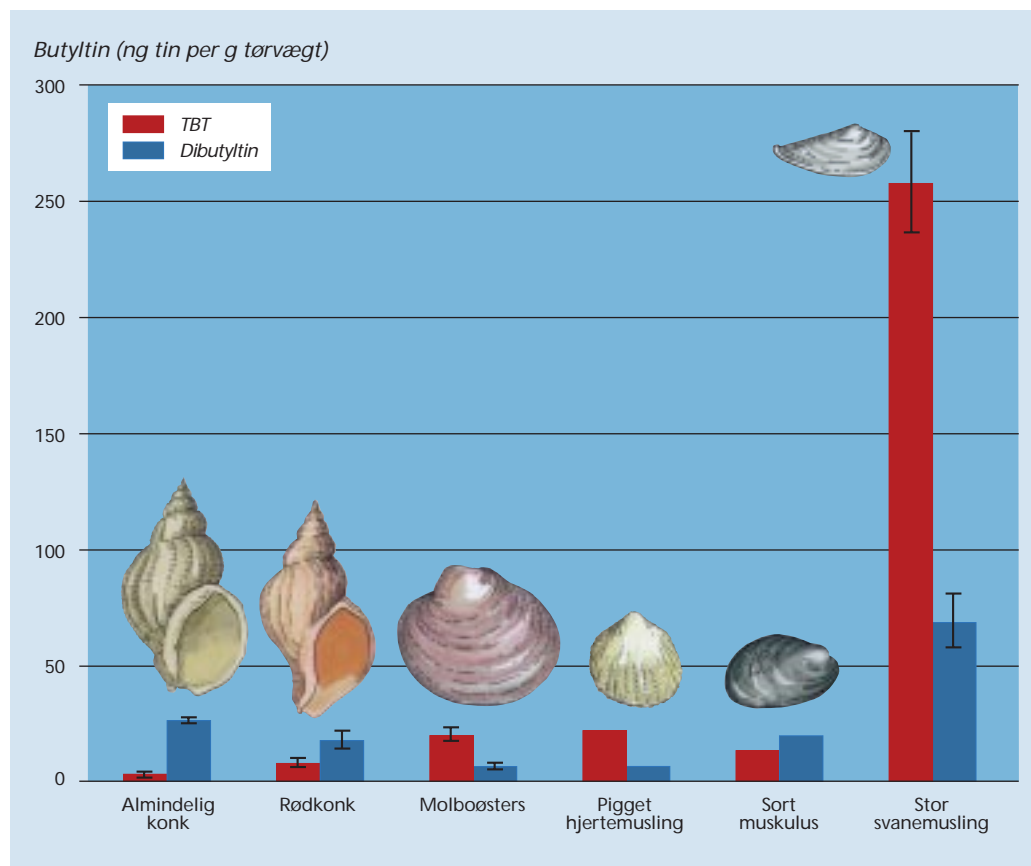 Butyltin (ng tin per g tørvægt)
300
TBT
Dibutyltin
250
200
150
100
50
0
Almindelig
konk
Rødkonk
Molboøsters
Pigget
hjertemusling
Sort
muskulus
Stor
svanemusling